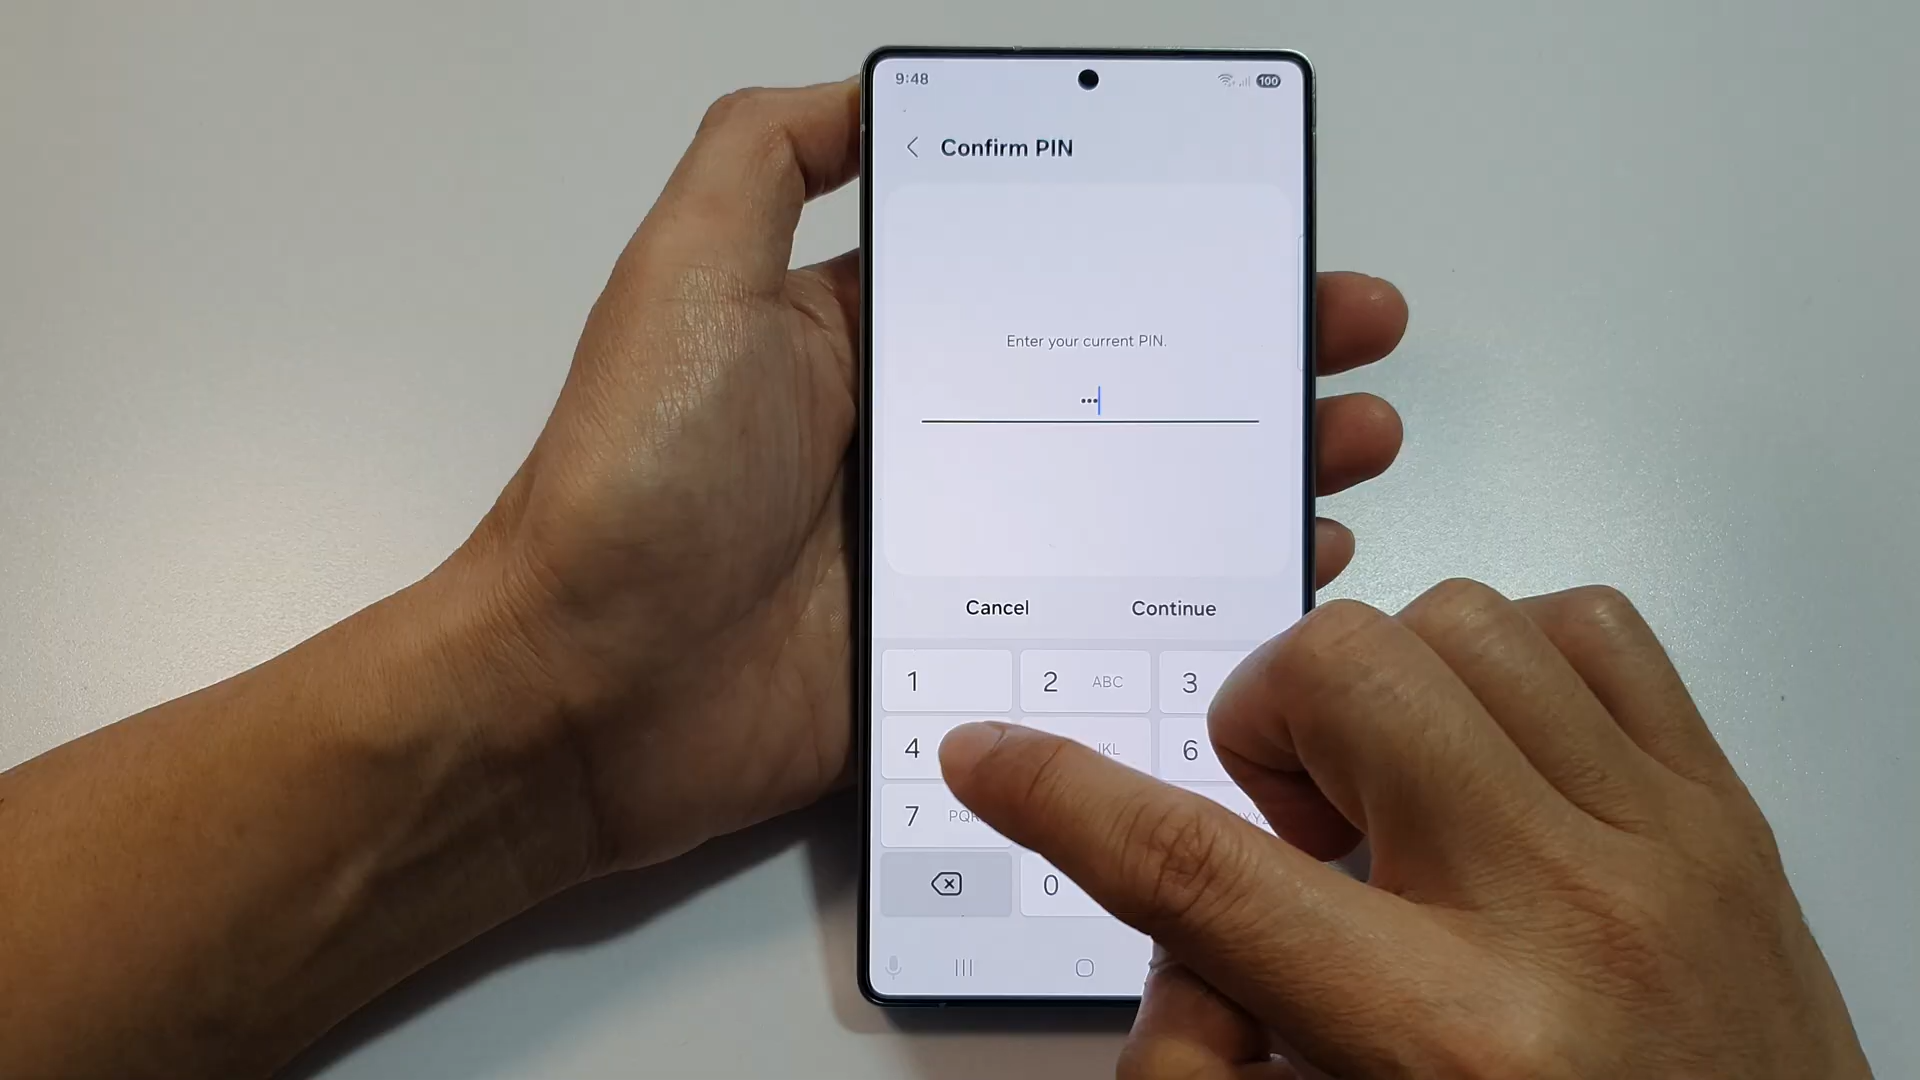 9:48 100
Confirm PIN
Enter your current PIN.
Cancel Continue
1 2 ABC 3
4 JKL 6
7
0